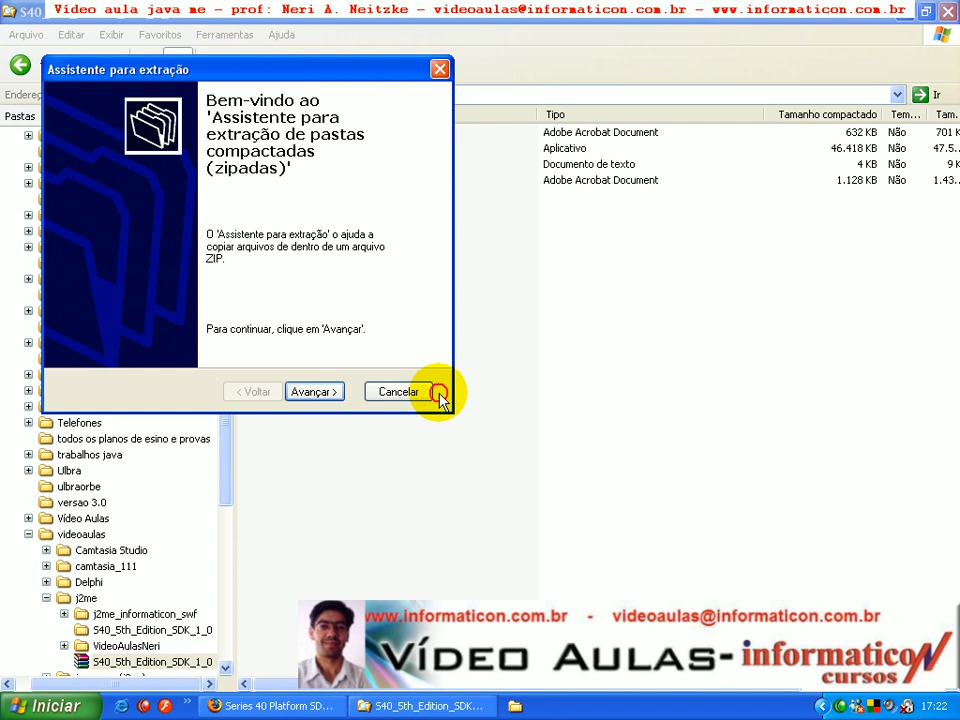 Vídeo aula java me – prof: Neri A. Neitzke – videoaulas@informaticon.com.br – www.informaticon.com.br
S40
Arquivo Editar Exibir Favoritos Ferramentas Ajuda
Ir
Pastas
Tipo Tamanho compactado Tem... Tam.
Adobe Acrobat Document 632 KB Não 701 K
Aplicativo 46.418 KB Não 47.5...
Documento de texto 4 KB Não 9 K
Adobe Acrobat Document 1.128 KB Não 1.43...
Assistente para extração
Bem-vindo ao
'Assistente para
extração de pastas
compactadas
(zipadas)'
O 'Assistente para extração' o ajuda a
copiar arquivos de dentro de um arquivo
ZIP.
Para continuar, clique em 'Avançar'.
< Voltar Avançar > Cancelar
Telefones
todos os planos de esino e provas
trabalhos java
Ulbra
ulbraorbe
versao 3.0
Vídeo Aulas
videoaulas
Camtasia Studio
camtasia_111
Delphi
j2me
j2me_informaticon_swf
S40_5th_Edition_SDK_1_0
VideoAulasNeri
S40_5th_Edition_SDK_1_0
www.informaticon.com.br - videoaulas@informaticon.com.br
VÍDEO AULAS-informaticon
cursos
Iniciar Series 40 Platform SD... S40_5th_Edition_SDK... 17:22